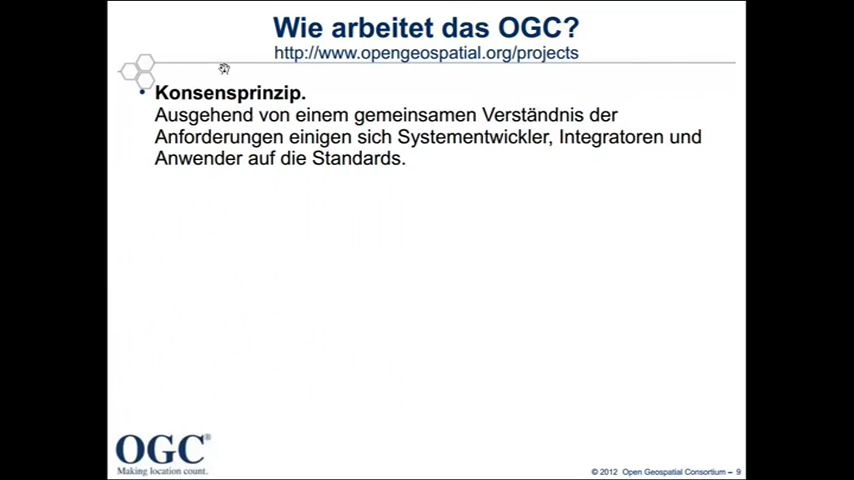 Wie arbeitet das OGC?
http://www.opengeospatial.org/projects
• Konsensprinzip.
Ausgehend von einem gemeinsamen Verständnis der
Anforderungen einigen sich Systementwickler, Integratoren und
Anwender auf die Standards.
OGC®
Making location count.
© 2012 Open Geospatial Consortium – 9